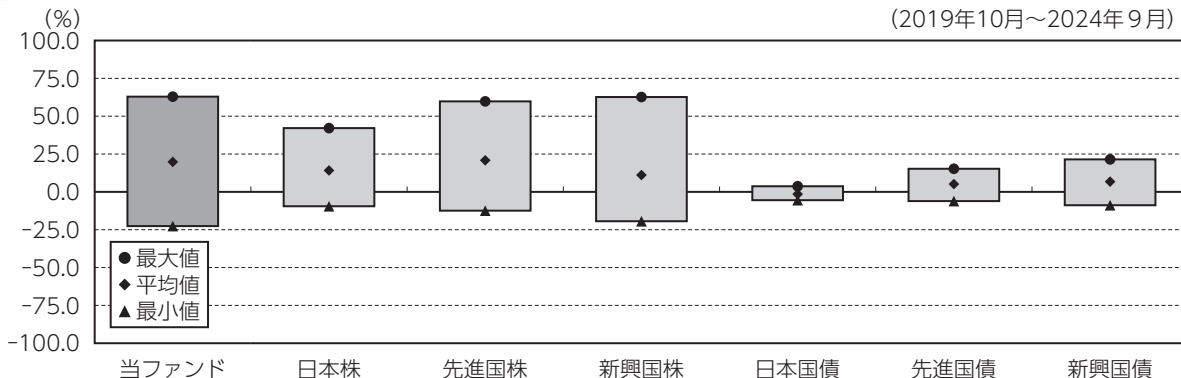 (%)
(2019年10月～2024年９月)
100.0
75.0
50.0
25.0
0.0
-25.0
-50.0
-75.0
-100.0
●最大値
◆平均値
▲最小値
当ファンド 日本株 先進国株 新興国株 日本国債 先進国債 新興国債